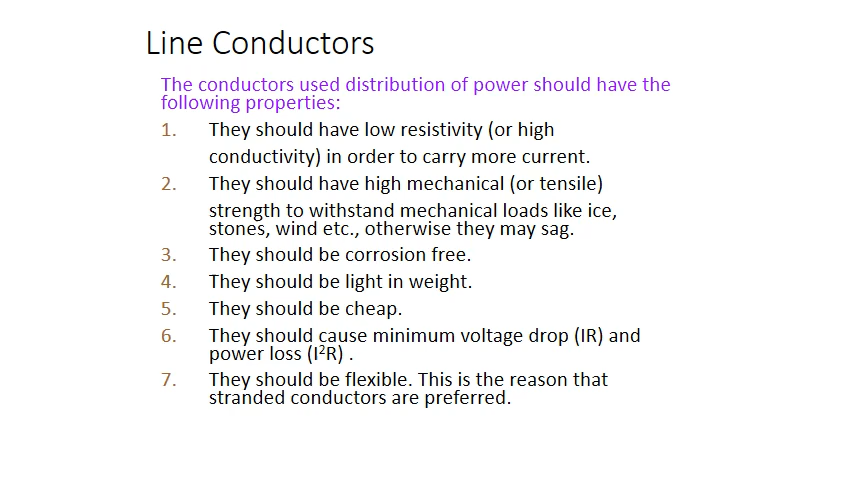 Line Conductors
The conductors used distribution of power should have the
following properties:
1. They should have low resistivity (or high
conductivity) in order to carry more current.
2. They should have high mechanical (or tensile)
strength to withstand mechanical loads like ice,
stones, wind etc., otherwise they may sag.
3. They should be corrosion free.
4. They should be light in weight.
5. They should be cheap.
6. They should cause minimum voltage drop (IR) and
power loss (I²R) .
7. They should be flexible. This is the reason that
stranded conductors are preferred.